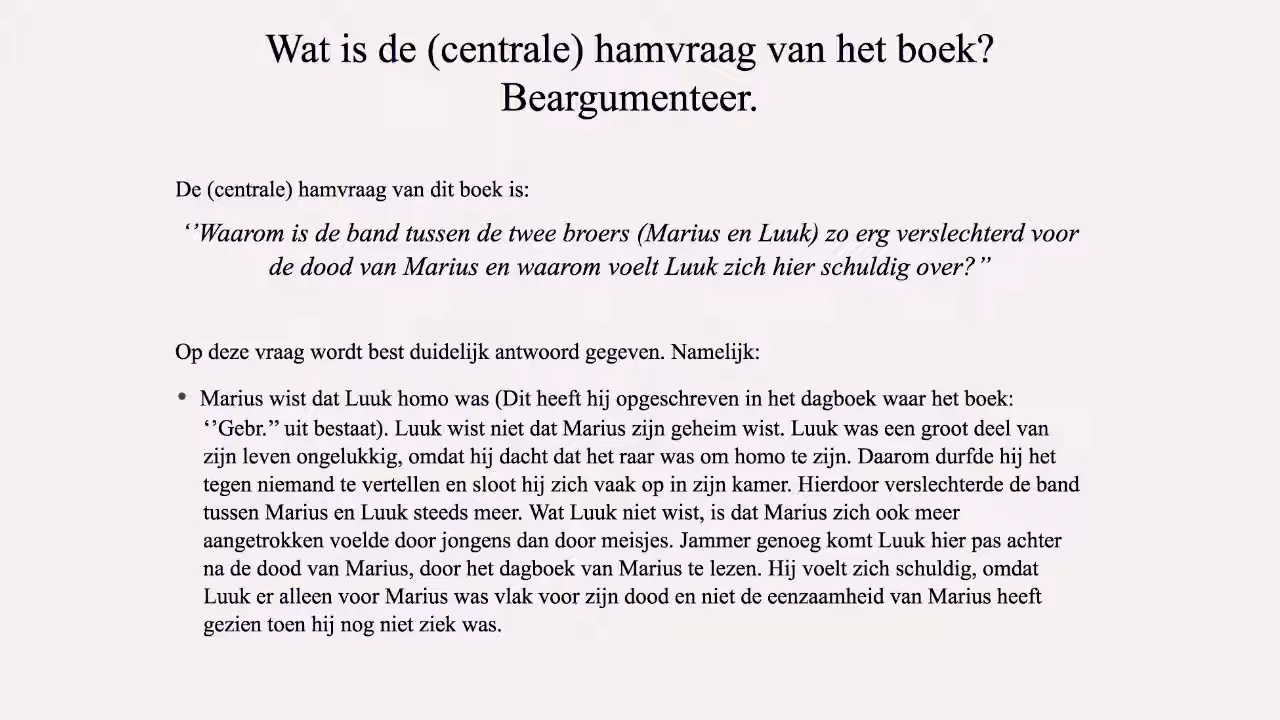 Wat is de (centrale) hamvraag van het boek?
Beargumenteer.
De (centrale) hamvraag van dit boek is:
‘’Waarom is de band tussen de twee broers (Marius en Luuk) zo erg verslechterd voor
de dood van Marius en waarom voelt Luuk zich hier schuldig over?’’
Op deze vraag wordt best duidelijk antwoord gegeven. Namelijk:
• Marius wist dat Luuk homo was (Dit heeft hij opgeschreven in het dagboek waar het boek:
‘’Gebr.’’ uit bestaat). Luuk wist niet dat Marius zijn geheim wist. Luuk was een groot deel van
zijn leven ongelukkig, omdat hij dacht dat het raar was om homo te zijn. Daarom durfde hij het
tegen niemand te vertellen en sloot hij zich vaak op in zijn kamer. Hierdoor verslechterde de band
tussen Marius en Luuk steeds meer. Wat Luuk niet wist, is dat Marius zich ook meer
aangetrokken voelde door jongens dan door meisjes. Jammer genoeg komt Luuk hier pas achter
na de dood van Marius, door het dagboek van Marius te lezen. Hij voelt zich schuldig, omdat
Luuk er alleen voor Marius was vlak voor zijn dood en niet de eenzaamheid van Marius heeft
gezien toen hij nog niet ziek was.